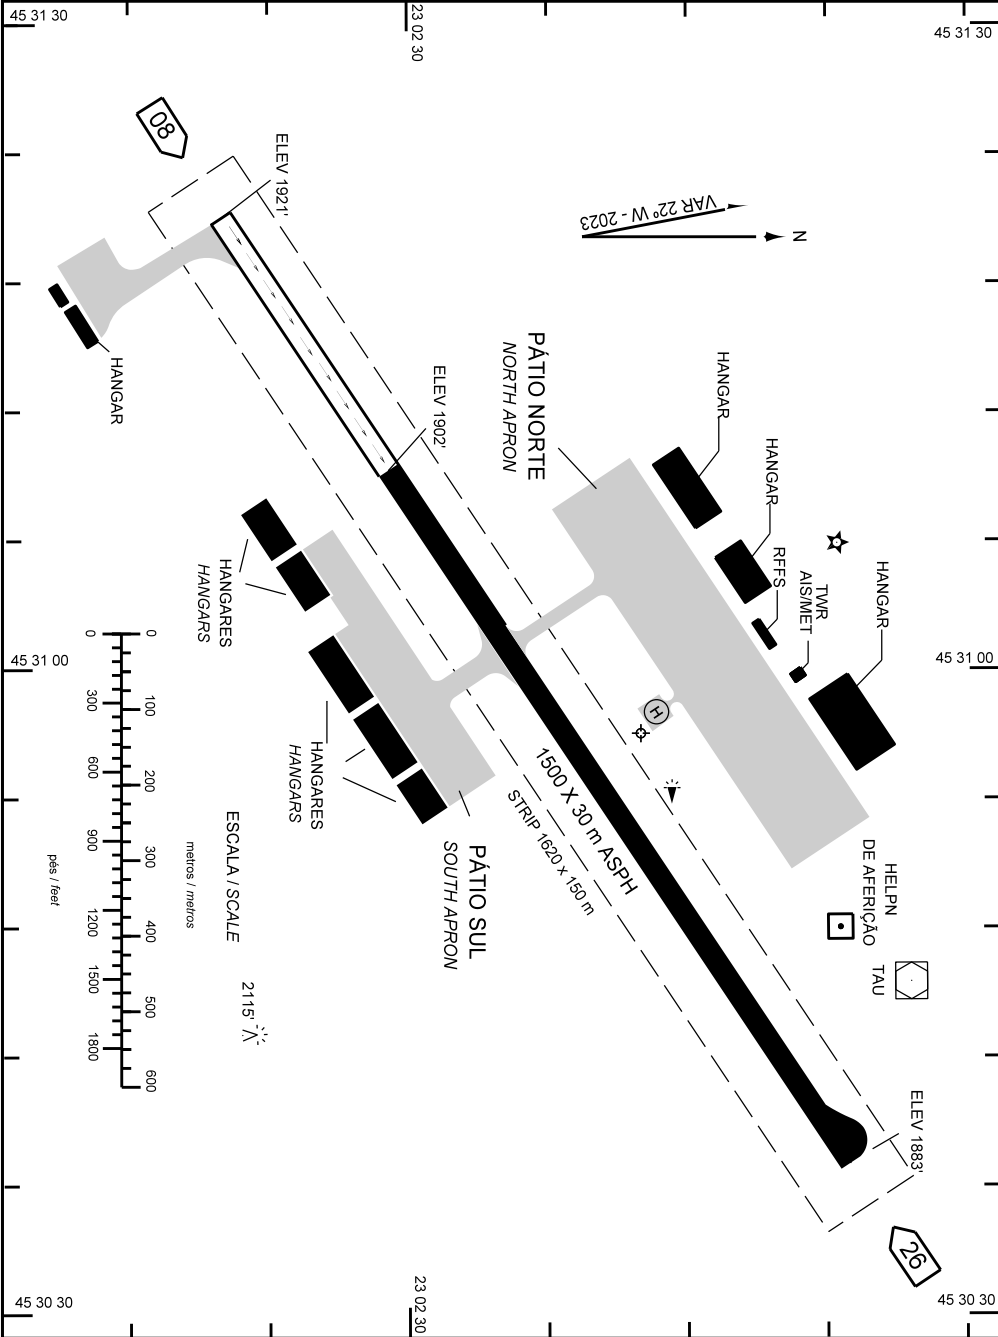 45 31 30
23 02 30
45 31 30
08
ELEV 1921'
VAR 22º W - 2023
N
HANGAR
ELEV 1902'
PÁTIO NORTE
NORTH APRON
HANGAR
HANGAR
RFFS
TWR
AIS/MET
HANGAR
HANGARES
HANGARS
45 31 00
45 31 00
H
HANGARES
HANGARS
1500 X 30 m ASPH
STRIP 1620 x 150 m
PÁTIO SUL
SOUTH APRON
HELPN
DE AFERIÇÃO
TAU
ESCALA / SCALE
metros / metros
0 100 200 300 400 500 600
0 300 600 900 1200 1500 1800
pés / feet
2115'
ELEV 1883'
26
45 30 30
23 02 30
45 30 30